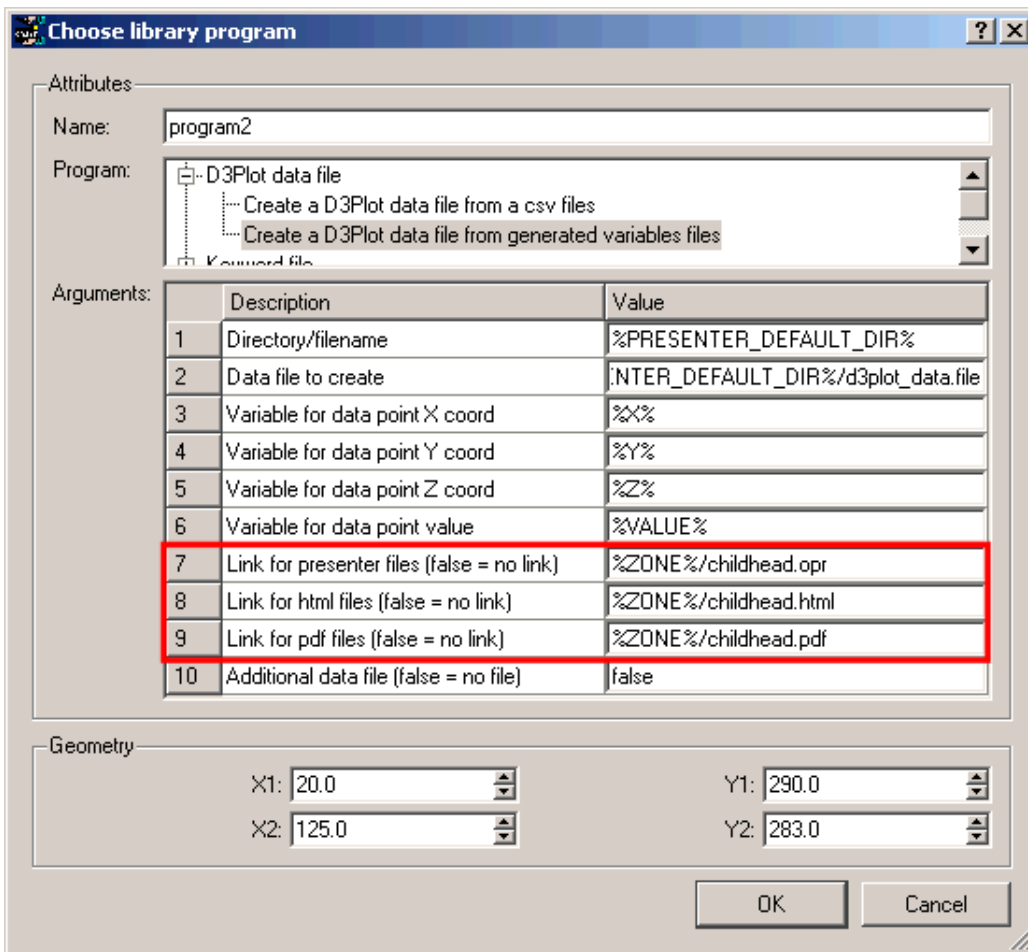 Choose library program
Attributes
Name: program2
Program: D3Plot data file
Create a D3Plot data file from a csv files
Create a D3Plot data file from generated variables files
Keyword file
Arguments: Description Value
1 Directory/filename %PRESENTER_DEFAULT_DIR%
2 Data file to create NTER_DEFAULT_DIR%/d3plot_data.file
3 Variable for data point X coord %X%
4 Variable for data point Y coord %Y%
5 Variable for data point Z coord %Z%
6 Variable for data point value %VALUE%
7 Link for presenter files (false = no link) %ZONE%/childhead.opr
8 Link for html files (false = no link) %ZONE%/childhead.html
9 Link for pdf files (false = no link) %ZONE%/childhead.pdf
10 Additional data file (false = no file) false
Geometry
X1: 20.0 Y1: 290.0
X2: 125.0 Y2: 283.0
OK Cancel